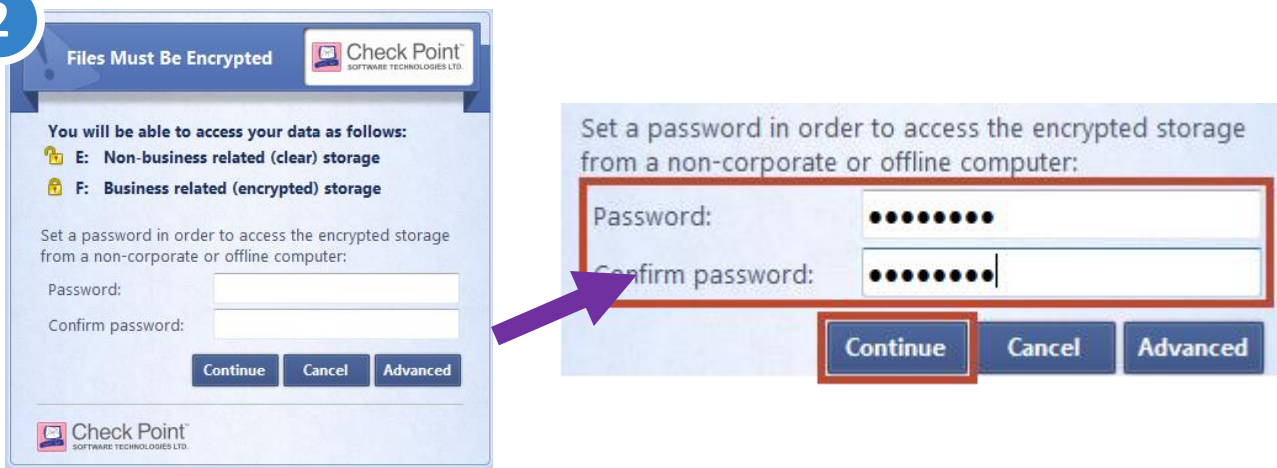 2
Files Must Be Encrypted
Check Point™
SOFTWARE TECHNOLOGIES LTD.
You will be able to access your data as follows:
E: Non-business related (clear) storage
F: Business related (encrypted) storage
Set a password in order to access the encrypted storage
from a non-corporate or offline computer:
Password:
Confirm password:
Continue Cancel Advanced
Check Point™
SOFTWARE TECHNOLOGIES LTD.
Set a password in order to access the encrypted storage
from a non-corporate or offline computer:
Password: ●●●●●●●●
Confirm password: ●●●●●●●●
Continue Cancel Advanced